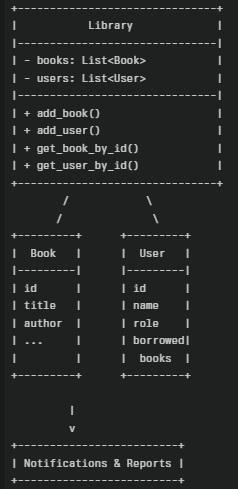 +-------------------------------+
|           Library             |
|-------------------------------|
| - books: List<Book>           |
| - users: List<User>           |
|-------------------------------|
| + add_book()                  |
| + add_user()                  |
| + get_book_by_id()            |
| + get_user_by_id()            |
+-------------------------------+
        /            \
       /              \
+---------+      +---------+
|  Book   |      |  User   |
|---------|      |---------|
| id      |      | id      |
| title   |      | name    |
| author  |      | role    |
| ...     |      | borrowed|
|         |      |  books  |
+---------+      +---------+

         |
         v
+-------------------------+
| Notifications & Reports |
+-------------------------+